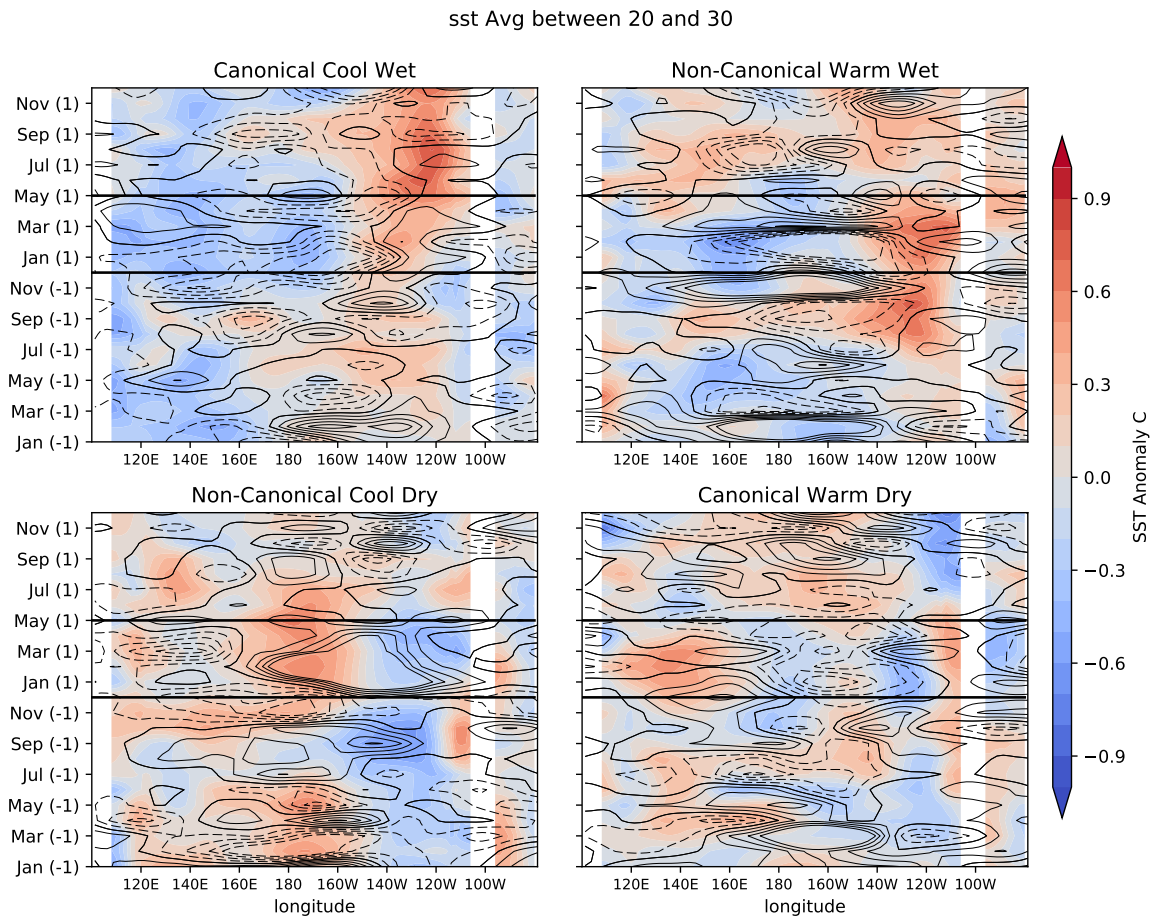 sst Avg between 20 and 30
Canonical Cool Wet
Non-Canonical Warm Wet
Nov (1)
Sep (1)
Jul (1)
May (1)
Mar (1)
Jan (1)
Nov (-1)
Sep (-1)
Jul (-1)
May (-1)
Mar (-1)
Jan (-1)
120E 140E 160E 180 160W 140W 120W 100W
120E 140E 160E 180 160W 140W 120W 100W
0.9
0.6
0.3
0.0
−0.3
−0.6
−0.9
SST Anomaly C
Non-Canonical Cool Dry
Canonical Warm Dry
Nov (1)
Sep (1)
Jul (1)
May (1)
Mar (1)
Jan (1)
Nov (-1)
Sep (-1)
Jul (-1)
May (-1)
Mar (-1)
Jan (-1)
120E 140E 160E 180 160W 140W 120W 100W
120E 140E 160E 180 160W 140W 120W 100W
longitude
longitude